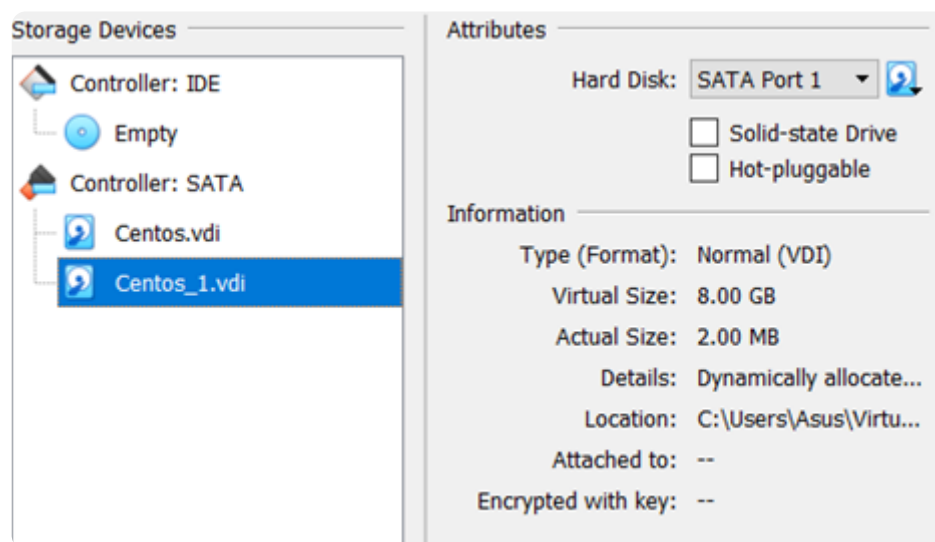 Storage Devices
Controller: IDE
Empty
Controller: SATA
Centos.vdi
Centos_1.vdi
Attributes
Hard Disk: SATA Port 1
Solid-state Drive
Hot-pluggable
Information
Type (Format): Normal (VDI)
Virtual Size: 8.00 GB
Actual Size: 2.00 MB
Details: Dynamically allocate...
Location: C:\Users\Asus\Virtu...
Attached to: --
Encrypted with key: --